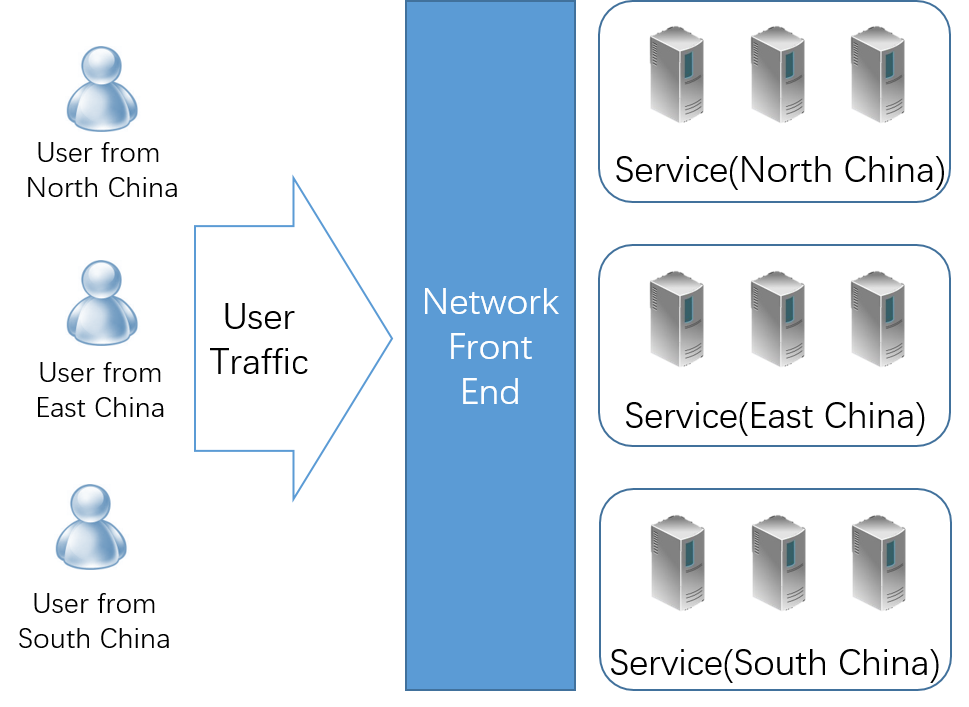 User from
North China
User from
East China
User from
South China
User
Traffic
Network
Front
End
Service(North China)
Service(East China)
Service(South China)